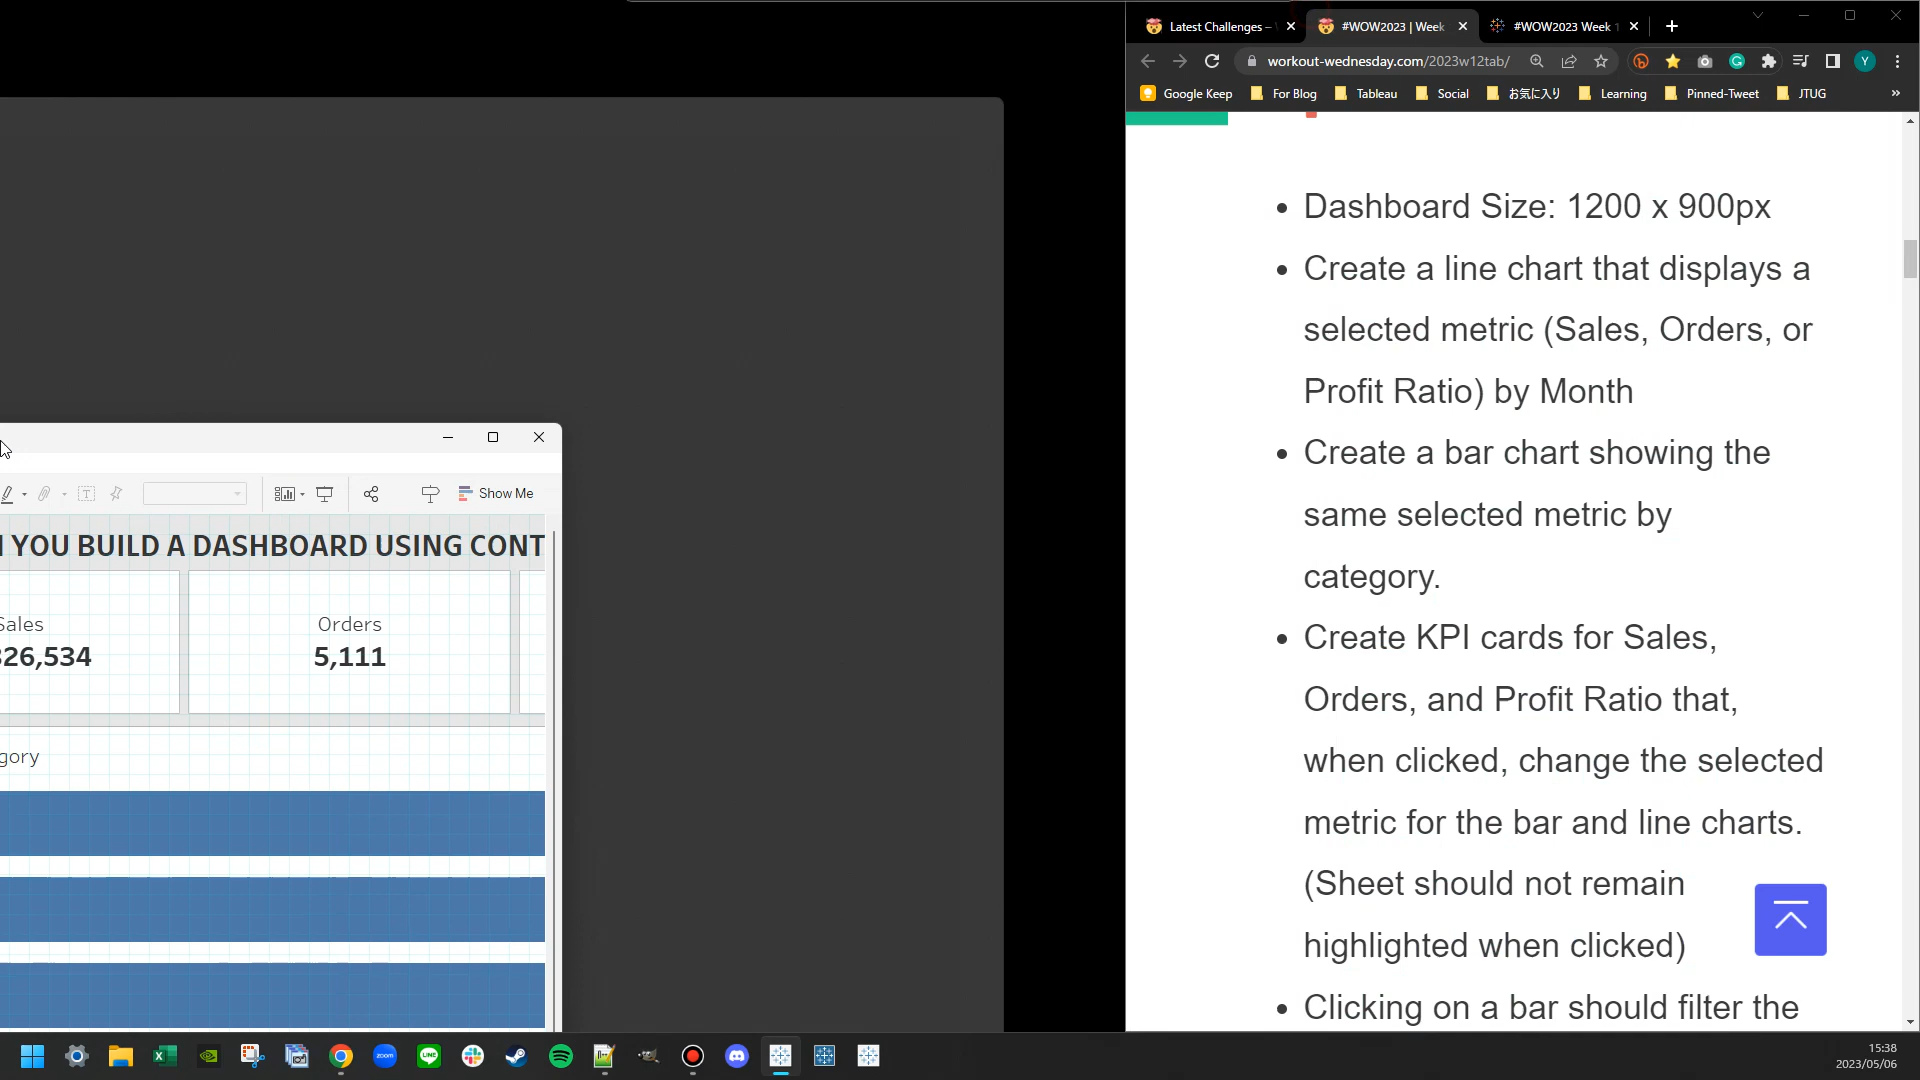 Latest Challenges –
#WOW2023 | Week
#WOW2023 Week
workout-wednesday.com/2023w12tab/
Y
Google Keep
For Blog
Tableau
Social
お気に入り
Learning
Pinned-Tweet
JTUG
»
• Dashboard Size: 1200 x 900px
• Create a line chart that displays a
selected metric (Sales, Orders, or
Profit Ratio) by Month
• Create a bar chart showing the
same selected metric by
category.
• Create KPI cards for Sales,
Orders, and Profit Ratio that,
when clicked, change the selected
metric for the bar and line charts.
(Sheet should not remain
highlighted when clicked)
• Clicking on a bar should filter the
Show Me
YOU BUILD A DASHBOARD USING CONT
Sales
326,534
Orders
5,111
gory
zoom
LINE
15:38
2023/05/06